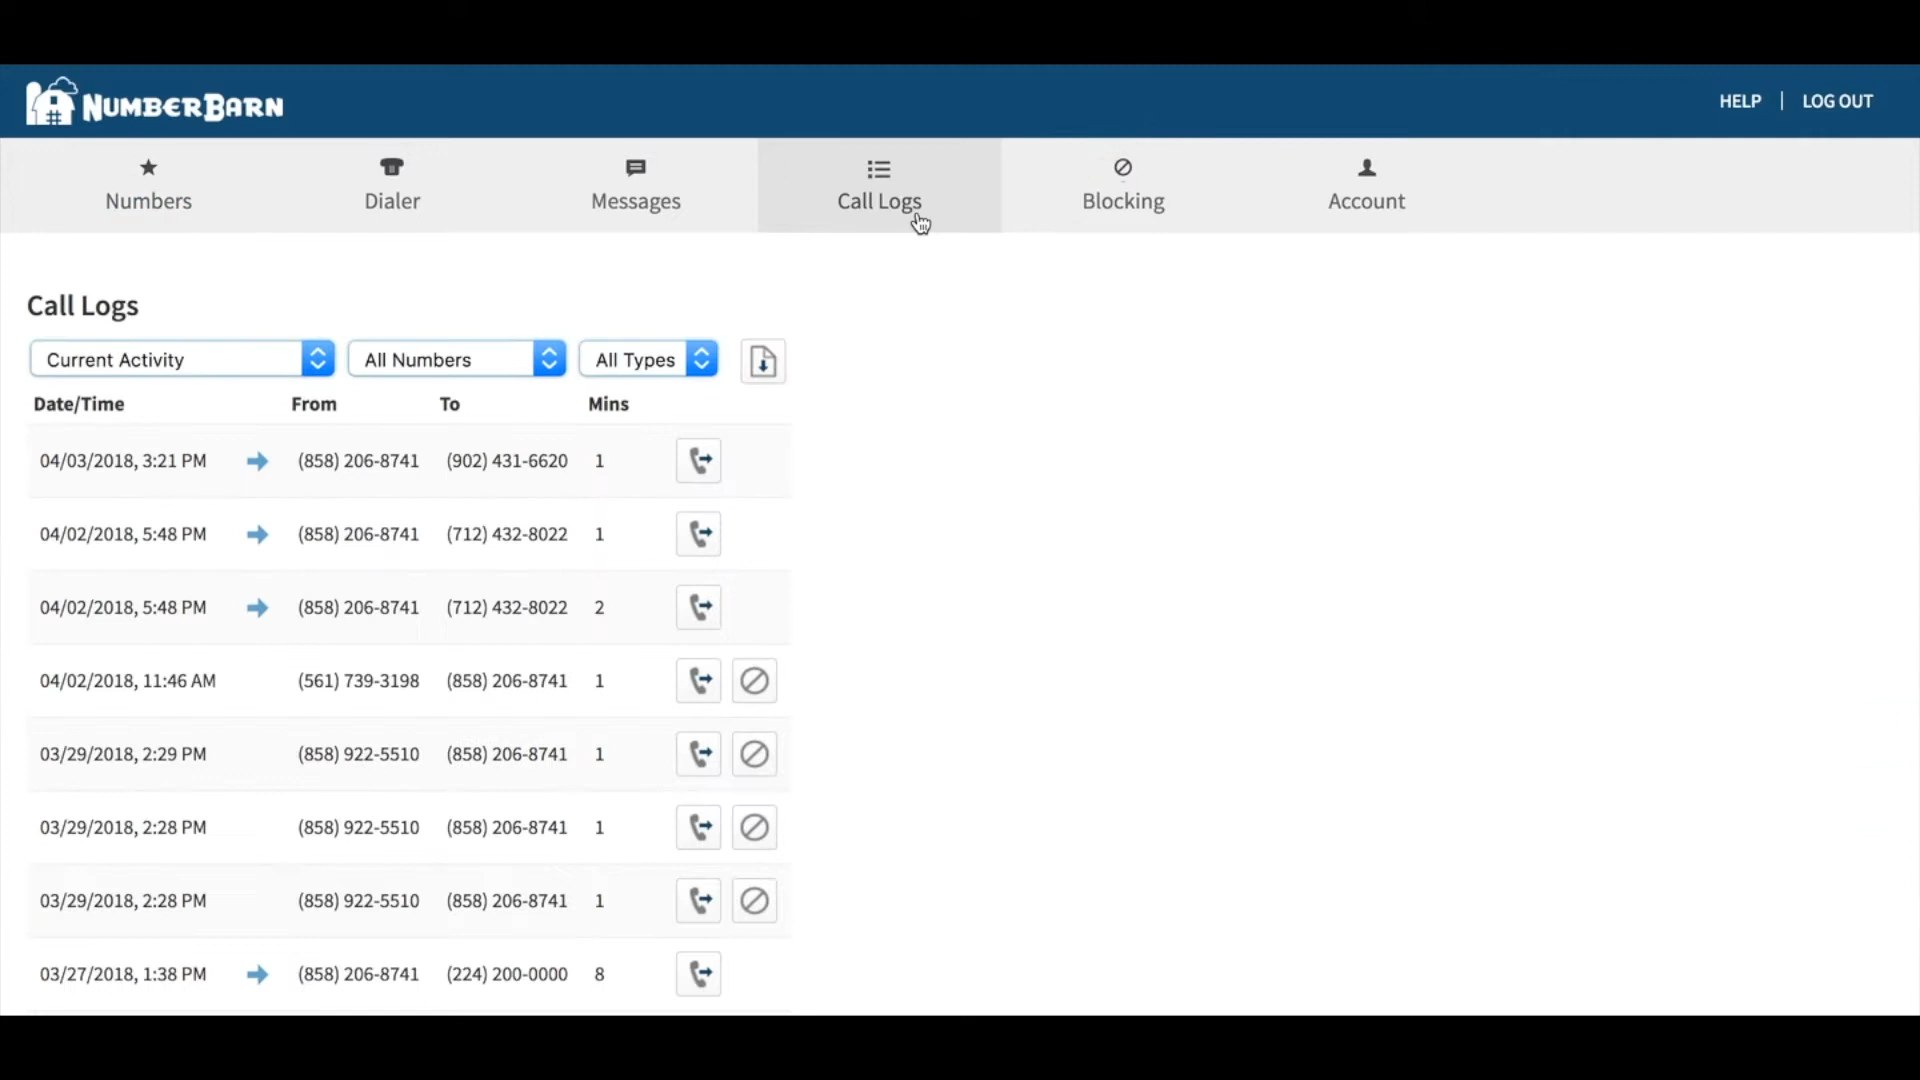 NUMBERBARN
HELP | LOG OUT
Numbers Dialer Messages Call Logs Blocking Account
Call Logs
Current Activity All Numbers All Types
Date/Time From To Mins
04/03/2018, 3:21 PM (858) 206-8741 (902) 431-6620 1
04/02/2018, 5:48 PM (858) 206-8741 (712) 432-8022 1
04/02/2018, 5:48 PM (858) 206-8741 (712) 432-8022 2
04/02/2018, 11:46 AM (561) 739-3198 (858) 206-8741 1
03/29/2018, 2:29 PM (858) 922-5510 (858) 206-8741 1
03/29/2018, 2:28 PM (858) 922-5510 (858) 206-8741 1
03/29/2018, 2:28 PM (858) 922-5510 (858) 206-8741 1
03/27/2018, 1:38 PM (858) 206-8741 (224) 200-0000 8